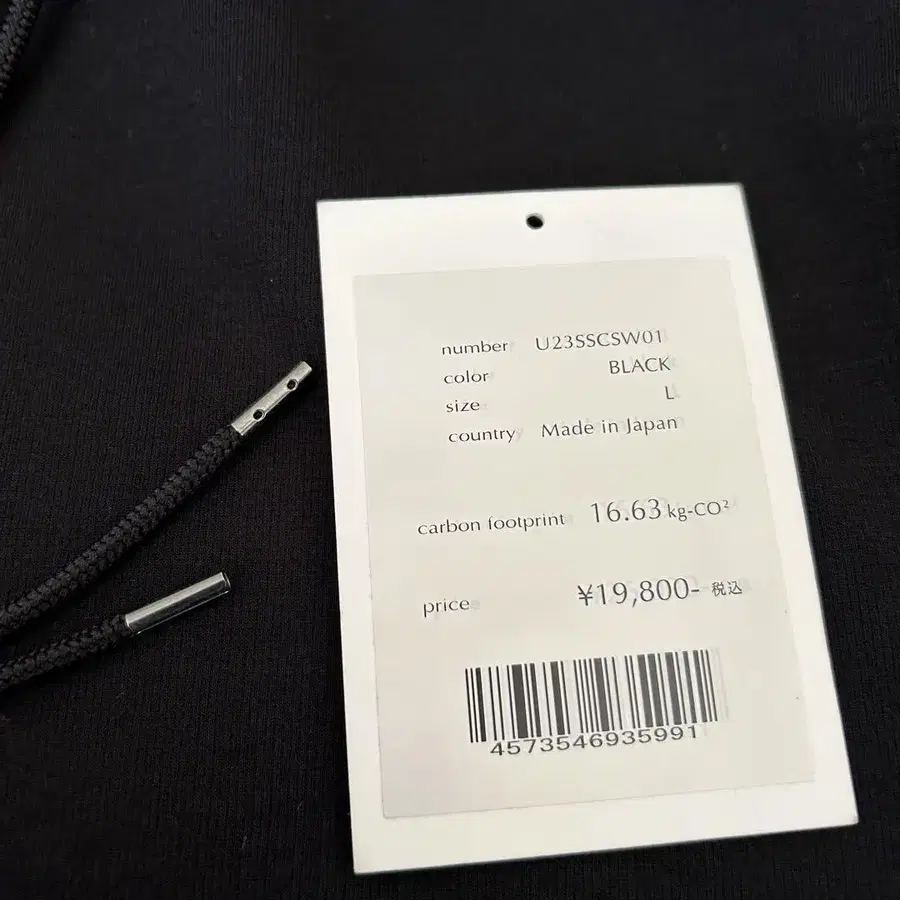 number U23SSCSW01
color BLACK
size L
country Made in Japan
carbon footprint 16.63 kg-CO²
price ¥19,800- 税込
4573546935991